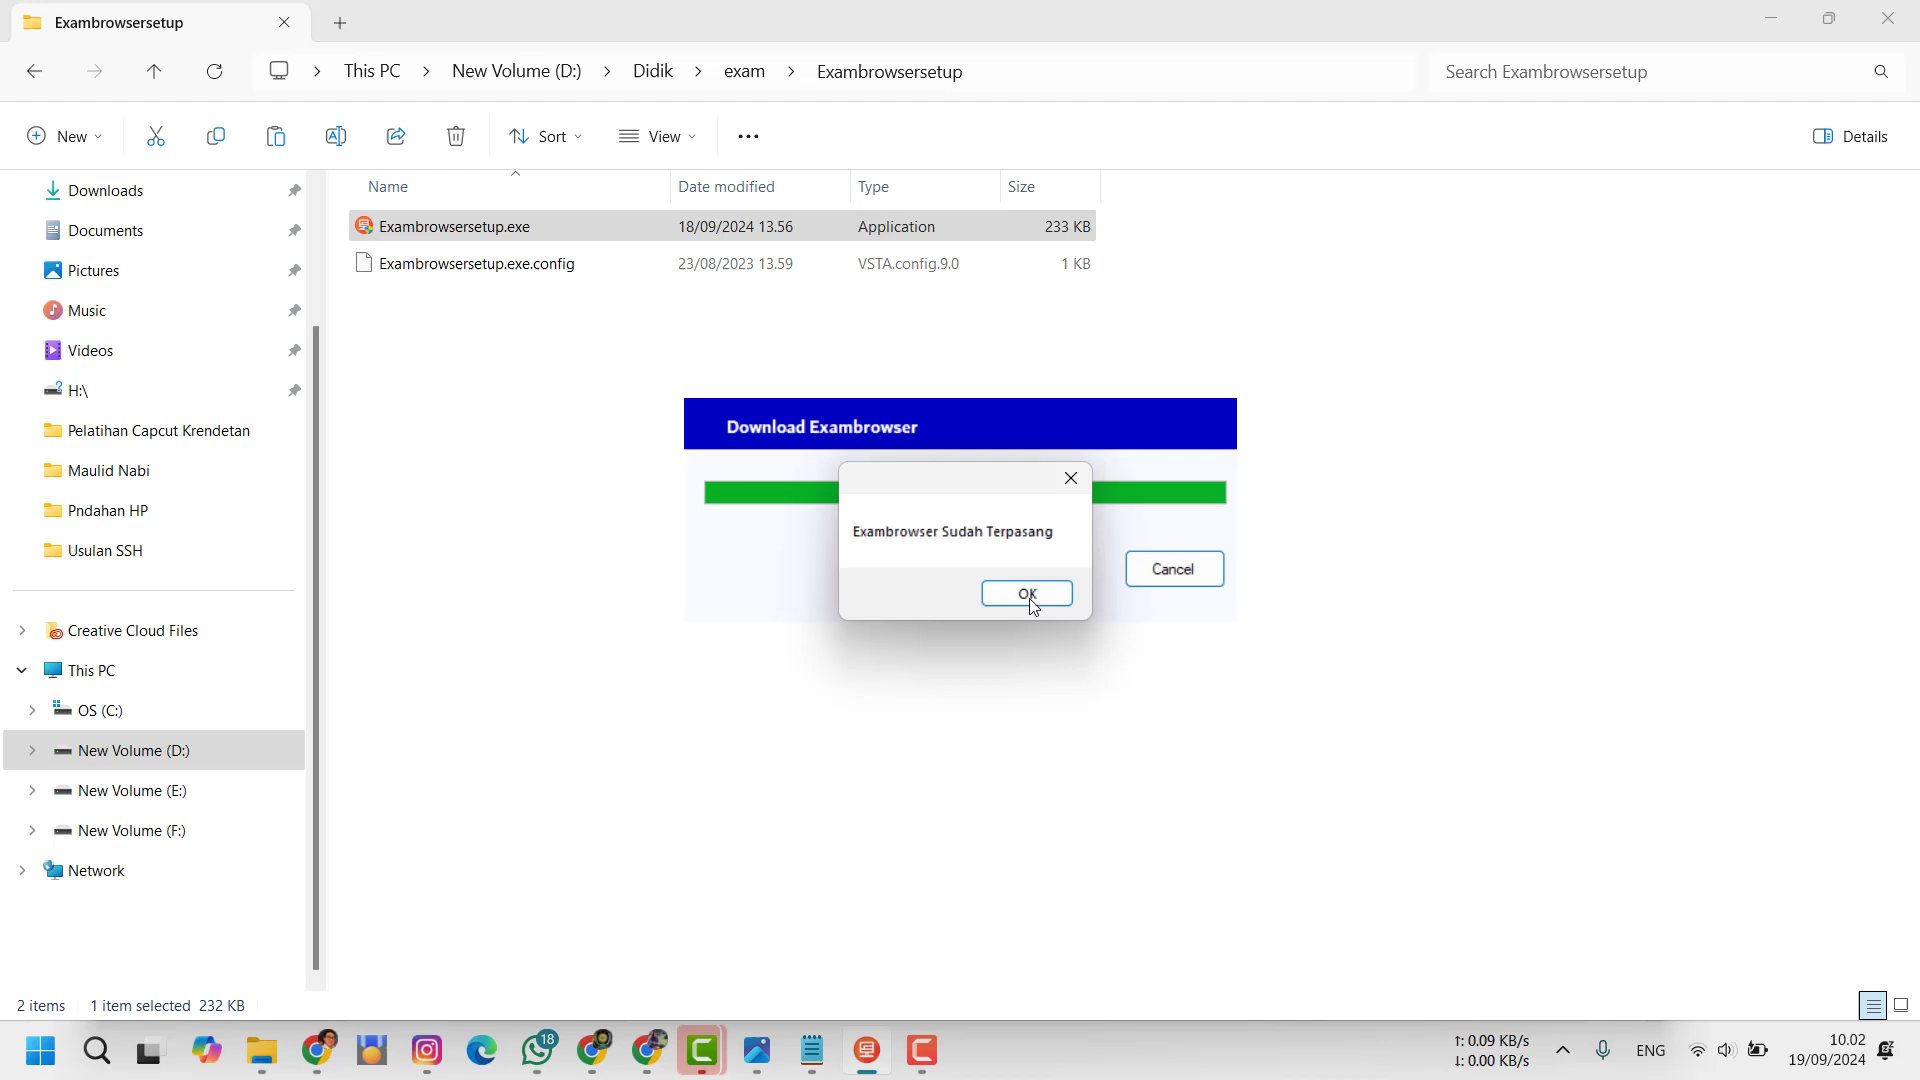 Exambrowsersetup
This PC > New Volume (D:) > Didik > exam > Exambrowsersetup
Search Exambrowsersetup
New
Sort
View
Details
Downloads
Documents
Pictures
Music
Videos
H:\
Pelatihan Capcut Krendetan
Maulid Nabi
Pndahan HP
Usulan SSH
Creative Cloud Files
This PC
OS (C:)
New Volume (D:)
New Volume (E:)
New Volume (F:)
Network
Name Date modified Type Size
Exambrowsersetup.exe 18/09/2024 13.56 Application 233 KB
Exambrowsersetup.exe.config 23/08/2023 13.59 VSTA.config.9.0 1 KB
Download Exambrowser
Exambrowser Sudah Terpasang
OK
Cancel
2 items 1 item selected 232 KB
18
↑: 0.09 KB/s
↓: 0.00 KB/s
ENG
10.02
19/09/2024